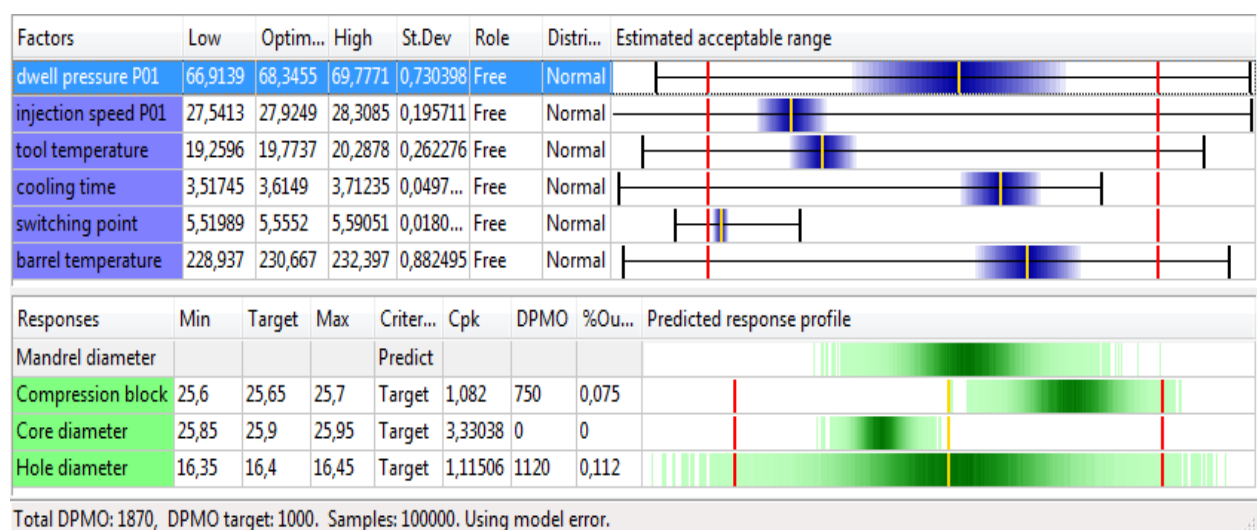 Factors Low Optim... High St.Dev Role Distri... Estimated acceptable range
dwell pressure P01 66,9139 68,3455 69,7771 0,730398 Free Normal
injection speed P01 27,5413 27,9249 28,3085 0,195711 Free Normal
tool temperature 19,2596 19,7737 20,2878 0,262276 Free Normal
cooling time 3,51745 3,6149 3,71235 0,0497... Free Normal
switching point 5,51989 5,5552 5,59051 0,0180... Free Normal
barrel temperature 228,937 230,667 232,397 0,882495 Free Normal
Responses Min Target Max Criter... Cpk DPMO %Ou... Predicted response profile
Mandrel diameter Predict
Compression block 25,6 25,65 25,7 Target 1,082 750 0,075
Core diameter 25,85 25,9 25,95 Target 3,33038 0 0
Hole diameter 16,35 16,4 16,45 Target 1,11506 1120 0,112
Total DPMO: 1870, DPMO target: 1000. Samples: 100000. Using model error.